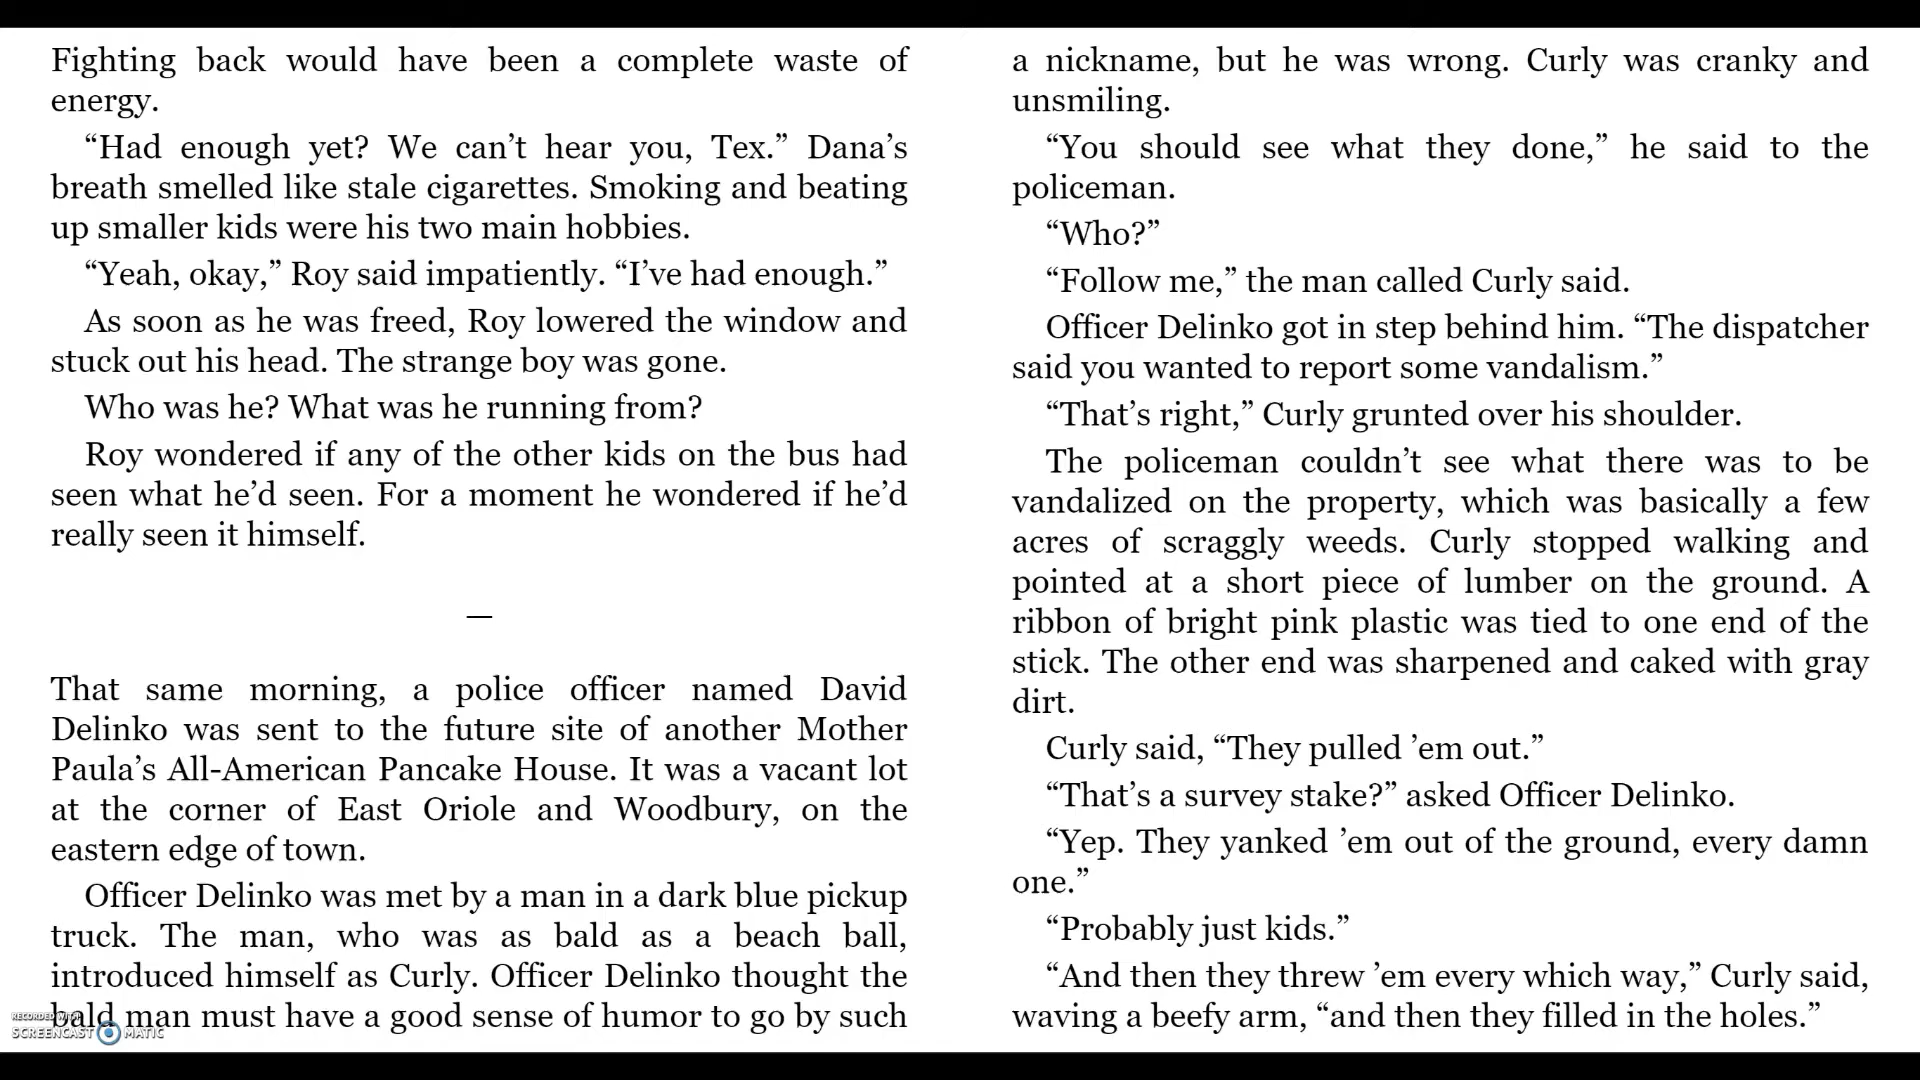 Fighting back would have been a complete waste of
energy.
“Had enough yet? We can’t hear you, Tex.” Dana’s
breath smelled like stale cigarettes. Smoking and beating
up smaller kids were his two main hobbies.
“Yeah, okay,” Roy said impatiently. “I’ve had enough.”
As soon as he was freed, Roy lowered the window and
stuck out his head. The strange boy was gone.
Who was he? What was he running from?
Roy wondered if any of the other kids on the bus had
seen what he’d seen. For a moment he wondered if he’d
really seen it himself.
—
That same morning, a police officer named David
Delinko was sent to the future site of another Mother
Paula’s All-American Pancake House. It was a vacant lot
at the corner of East Oriole and Woodbury, on the
eastern edge of town.
Officer Delinko was met by a man in a dark blue pickup
truck. The man, who was as bald as a beach ball,
introduced himself as Curly. Officer Delinko thought the
bald man must have a good sense of humor to go by such
a nickname, but he was wrong. Curly was cranky and
unsmiling.
“You should see what they done,” he said to the
policeman.
“Who?”
“Follow me,” the man called Curly said.
Officer Delinko got in step behind him. “The dispatcher
said you wanted to report some vandalism.”
“That’s right,” Curly grunted over his shoulder.
The policeman couldn’t see what there was to be
vandalized on the property, which was basically a few
acres of scraggly weeds. Curly stopped walking and
pointed at a short piece of lumber on the ground. A
ribbon of bright pink plastic was tied to one end of the
stick. The other end was sharpened and caked with gray
dirt.
Curly said, “They pulled ’em out.”
“That’s a survey stake?” asked Officer Delinko.
“Yep. They yanked ’em out of the ground, every damn
one.”
“Probably just kids.”
“And then they threw ’em every which way,” Curly said,
waving a beefy arm, “and then they filled in the holes.”
RECORDED WITH
SCREENCAST MATIC